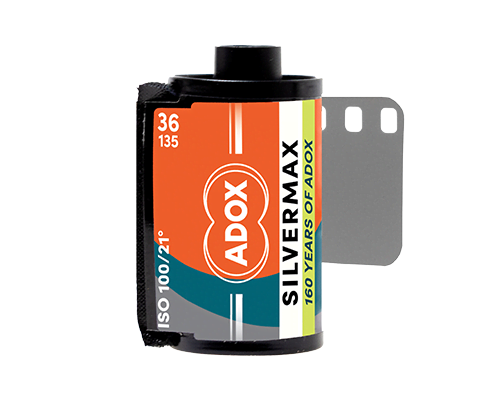 36
135
ISO 100/21°
ADOX
SILVERMAX
160 YEARS OF ADOX